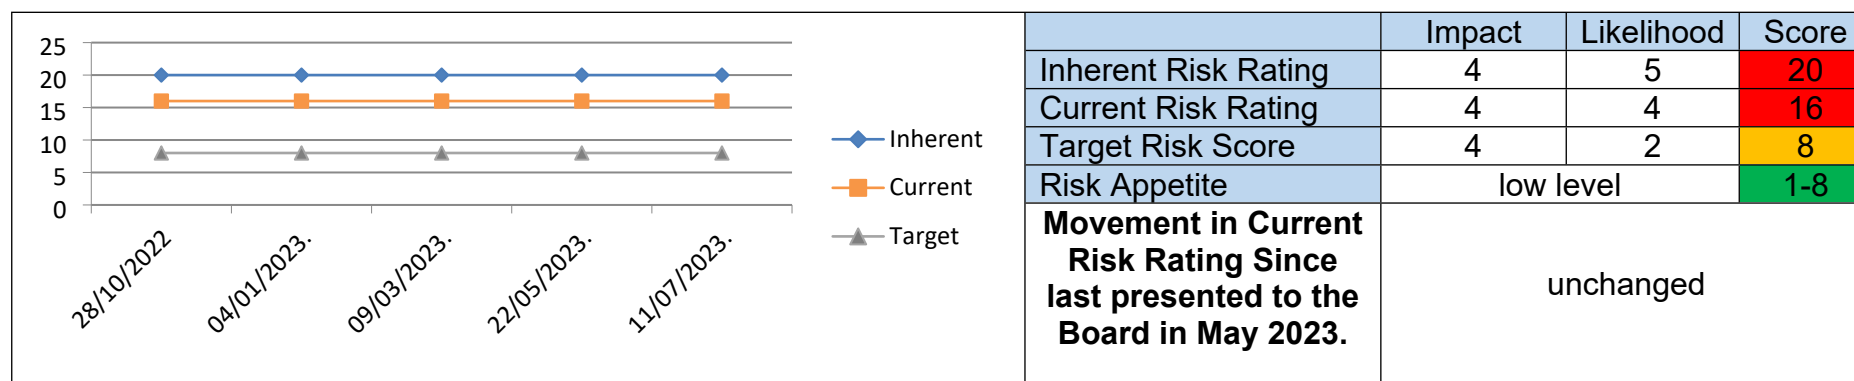 25
20
15
10
5
0
28/10/2022
04/01/2023.
09/03/2023.
22/05/2023.
11/07/2023.
Inherent
Current
Target
Impact Likelihood Score
Inherent Risk Rating 4 5 20
Current Risk Rating 4 4 16
Target Risk Score 4 2 8
Risk Appetite low level 1-8
Movement in Current
Risk Rating Since
last presented to the
Board in May 2023.
unchanged